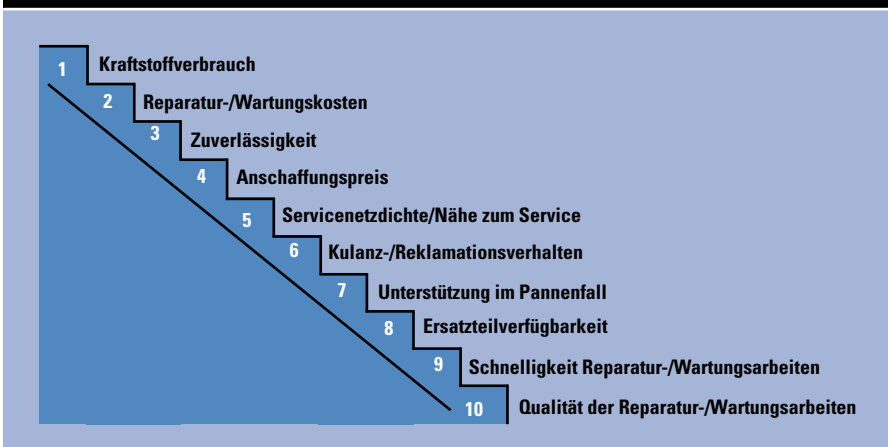 1 Kraftstoffverbrauch
2 Reparatur-/Wartungskosten
3 Zuverlässigkeit
4 Anschaffungspreis
5 Servicenetzdichte/Nähe zum Service
6 Kulanz-/Reklamationsverhalten
7 Unterstützung im Pannenfall
8 Ersatzteilverfügbarkeit
9 Schnelligkeit Reparatur-/Wartungsarbeiten
10 Qualität der Reparatur-/Wartungsarbeiten